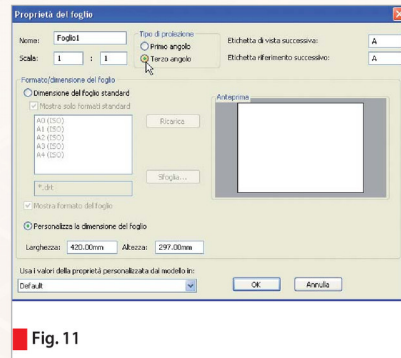 Proprietà del foglio
Nome: Foglio1
Scala: 1 : 1
Tipo di proiezione
Primo angolo
Terzo angolo
Etichetta di vista successiva: A
Etichetta riferimento successivo: A
Formato/dimensione del foglio
Dimensione del foglio standard
Mostra solo formati standard
A0 (ISO)
A1 (ISO)
A2 (ISO)
A3 (ISO)
A4 (ISO)
Ricarica
*.drt
Sfoglia...
Mostra formato del foglio
Personalizza la dimensione del foglio
Larghezza: 420.00mm Altezza: 297.00mm
Anteprima
Usa i valori della proprietà personalizzata dal modello in:
Default
OK Annulla
Fig. 11